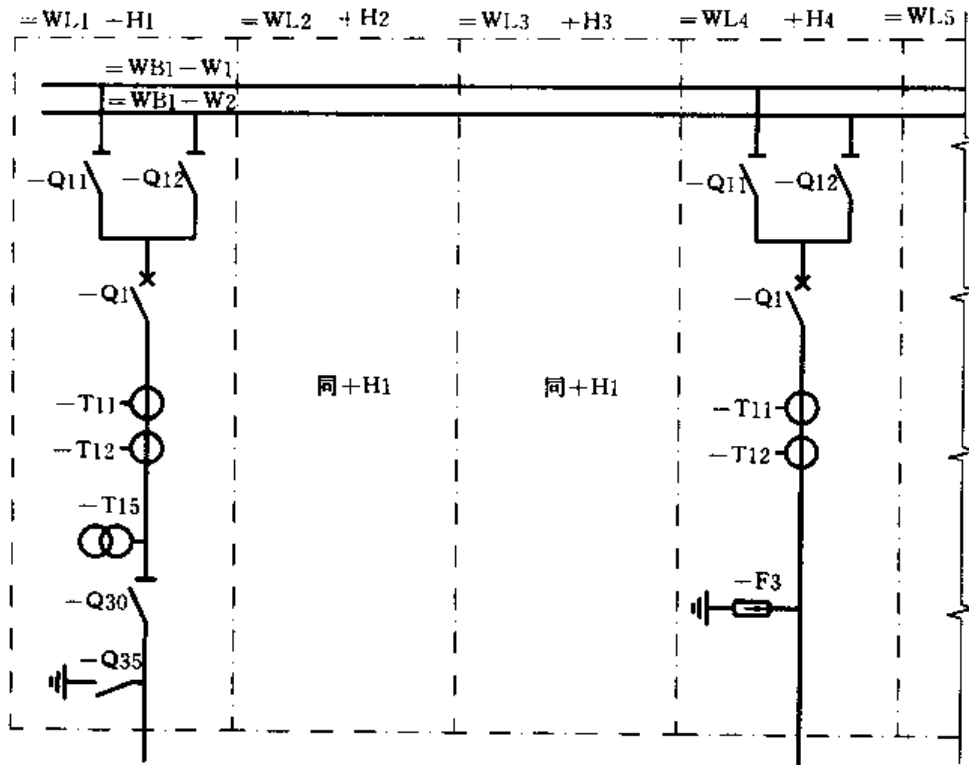 =WL1 +H1 =WL2 +H2 =WL3 +H3 =WL4 +H4 =WL5
=WB1-W1
=WB1-W2
-Q11 -Q12 -Q11 -Q12
-Q1 -Q1
同+H1 同+H1
-T11 -T11
-T12 -T12
-T15
-F3
-Q30
-Q35